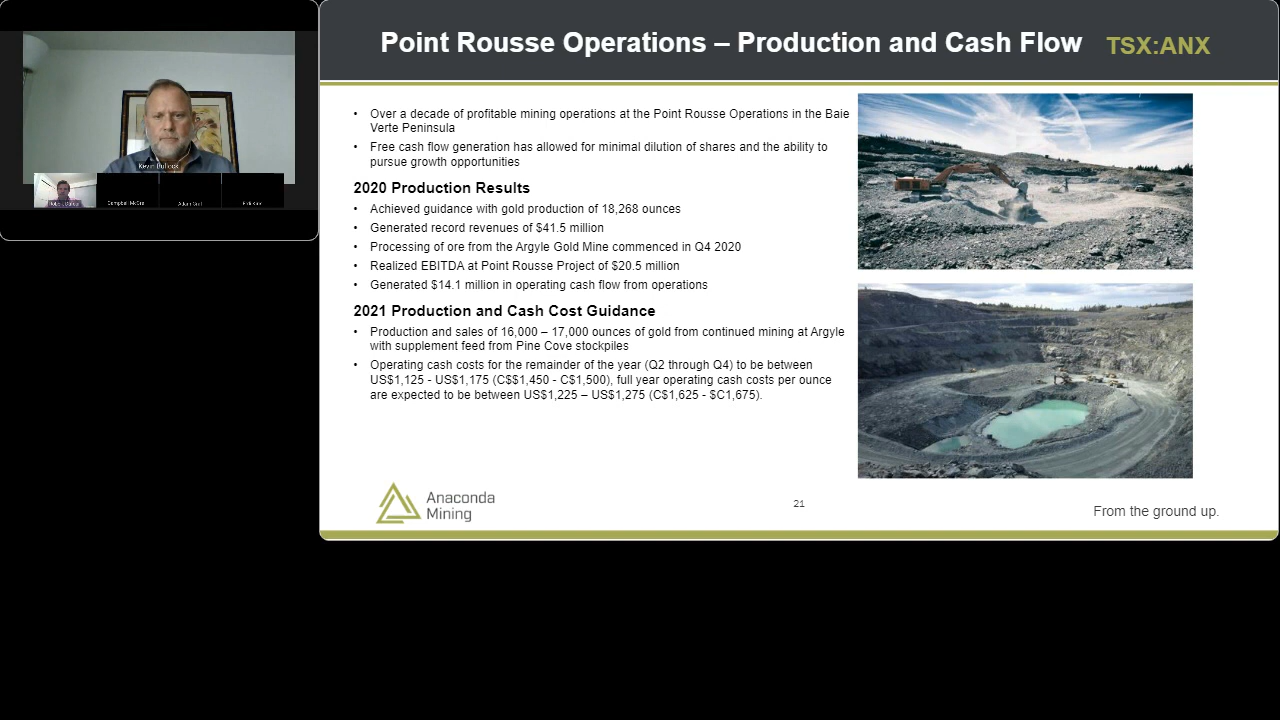 Point Rousse Operations – Production and Cash Flow TSX:ANX
Kevin Bullock
Campbell McCre
• Over a decade of profitable mining operations at the Point Rousse Operations in the Baie
Verte Peninsula
• Free cash flow generation has allowed for minimal dilution of shares and the ability to
pursue growth opportunities
2020 Production Results
• Achieved guidance with gold production of 18,268 ounces
• Generated record revenues of $41.5 million
• Processing of ore from the Argyle Gold Mine commenced in Q4 2020
• Realized EBITDA at Point Rousse Project of $20.5 million
• Generated $14.1 million in operating cash flow from operations
2021 Production and Cash Cost Guidance
• Production and sales of 16,000 – 17,000 ounces of gold from continued mining at Argyle
with supplement feed from Pine Cove stockpiles
• Operating cash costs for the remainder of the year (Q2 through Q4) to be between
US$1,125 - US$1,175 (C$$1,450 - C$1,500), full year operating cash costs per ounce
are expected to be between US$1,225 – US$1,275 (C$1,625 - $C1,675).
Anaconda
Mining
21
From the ground up.